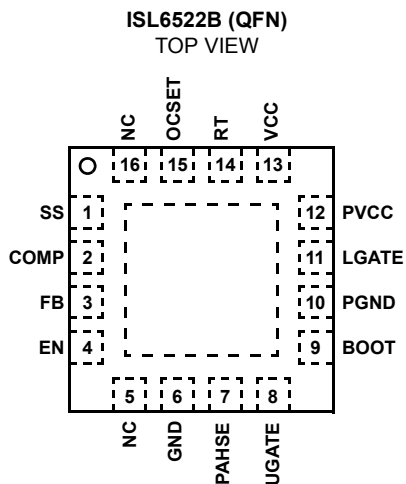 ISL6522B (QFN)
TOP VIEW
NC
OCSET
RT
VCC
16
15
14
13
SS
1
12
PVCC
COMP
2
11
LGATE
FB
3
10
PGND
EN
4
9
BOOT
5
6
7
8
NC
GND
PAHSE
UGATE